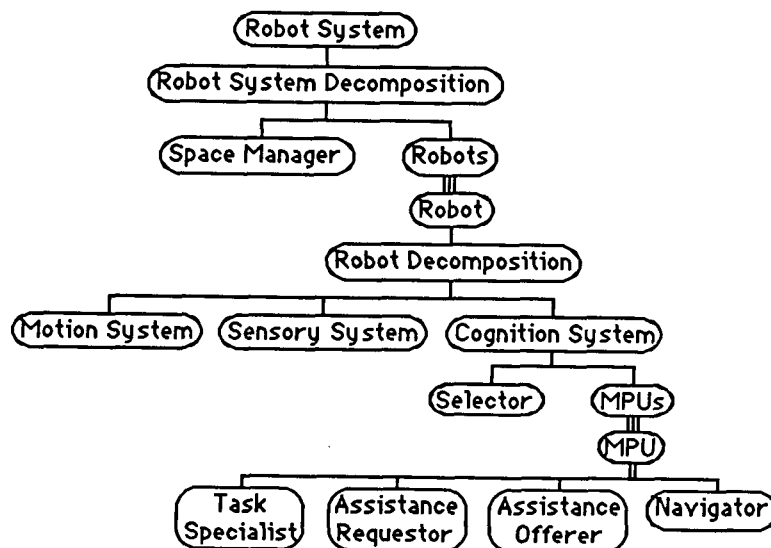 Robot System
Robot System Decomposition
Space Manager
Robots
Robot
Robot Decomposition
Motion System
Sensory System
Cognition System
Selector
MPUs
MPU
Task
Specialist
Assistance
Requestor
Assistance
Offerer
Navigator